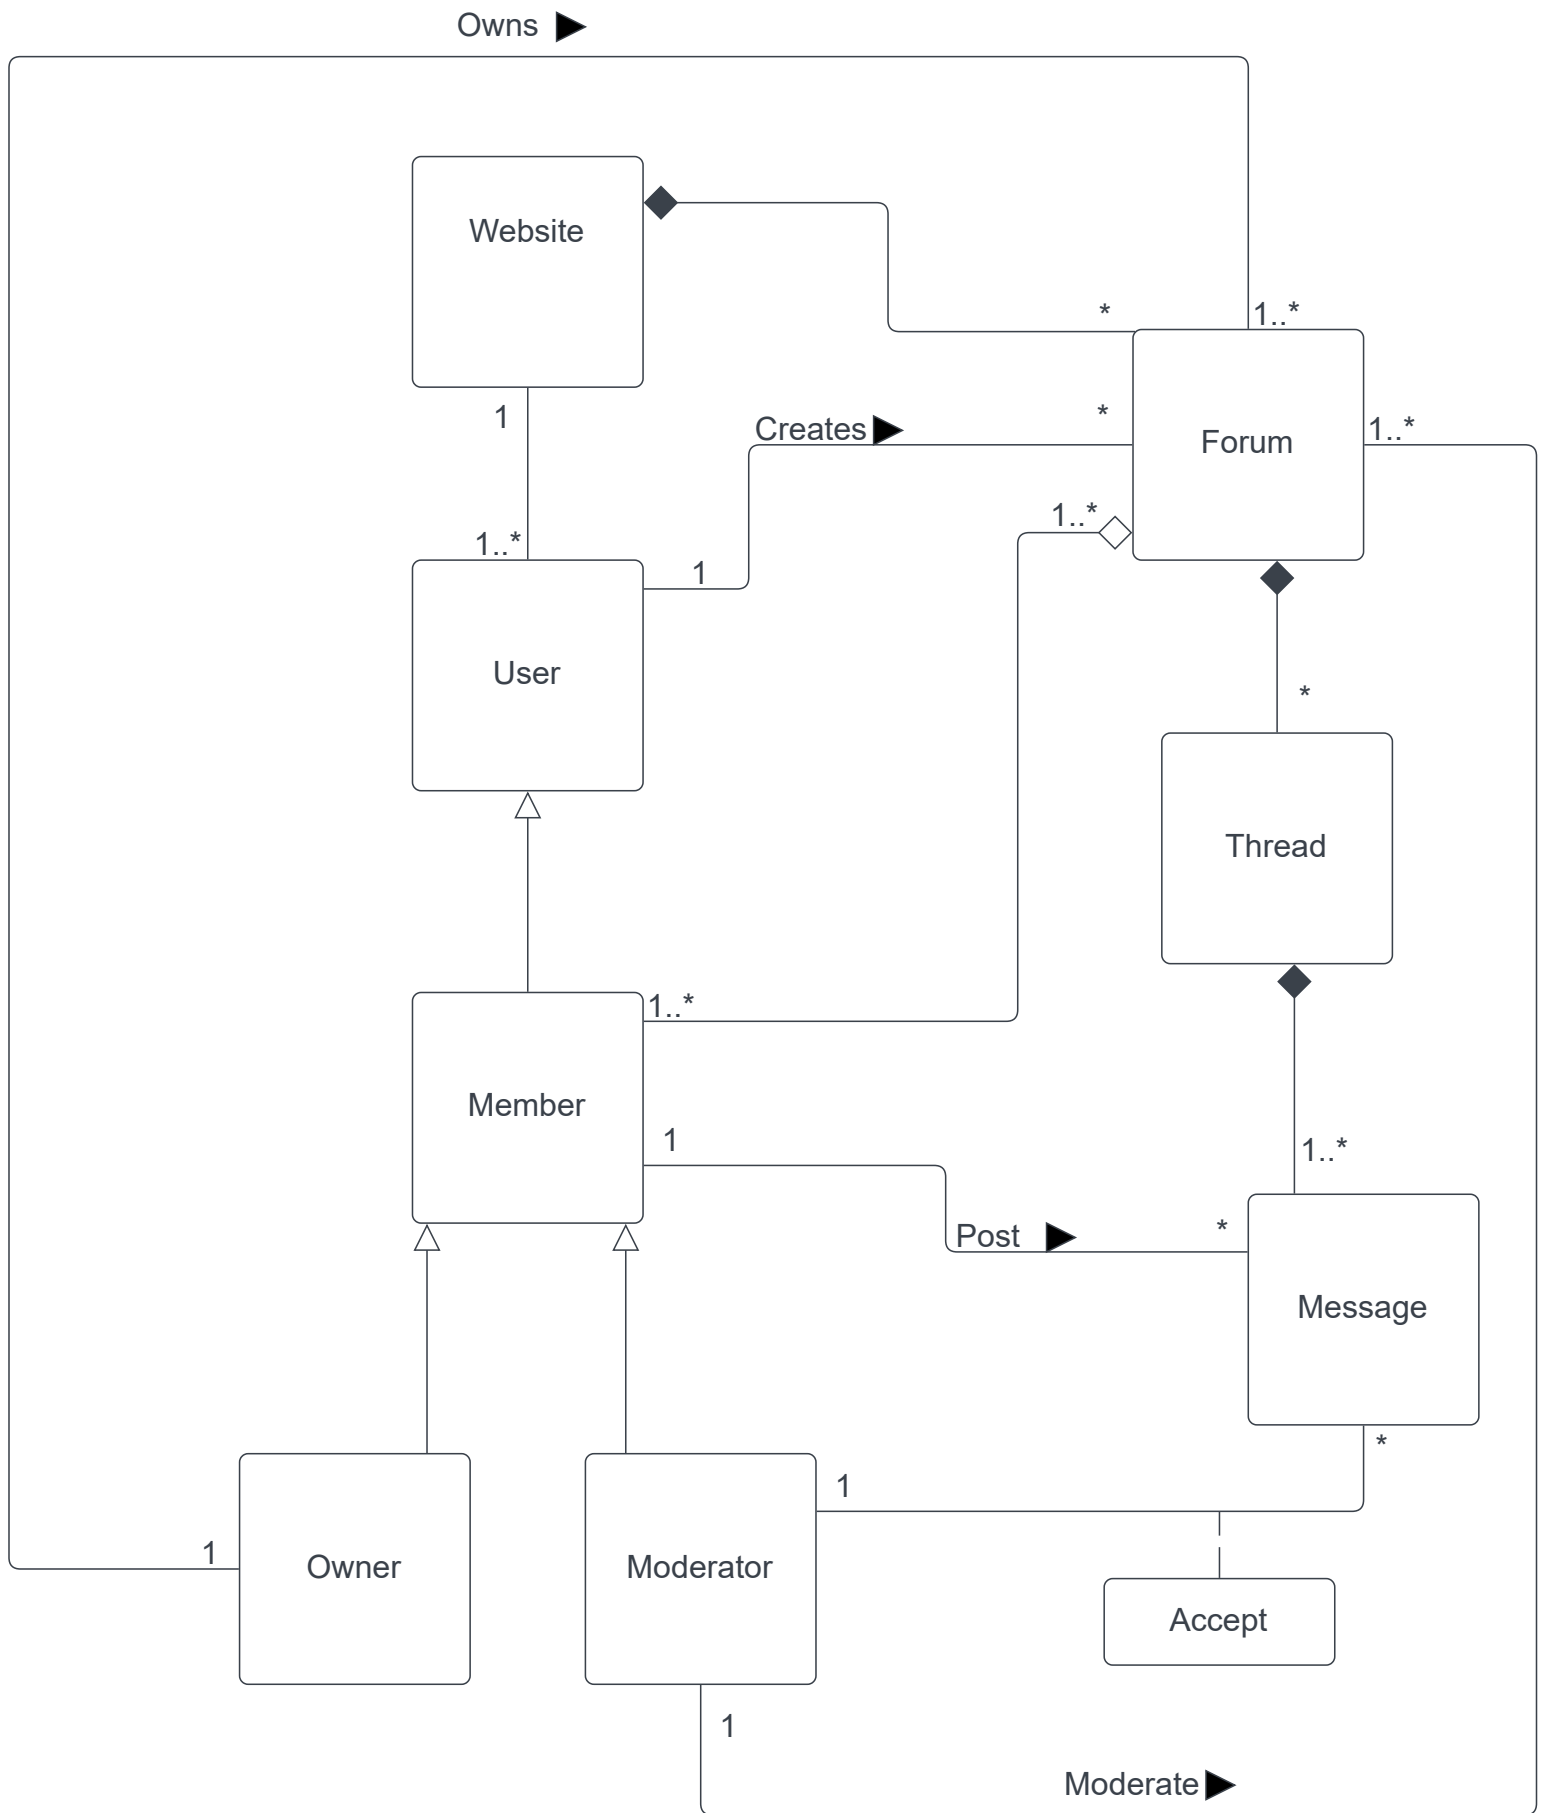 Owns
Website
*
1..*
1
Creates
*
Forum
1..*
1..*
1..*
1
User
*
Thread
1..*
Member
1
1..*
Post
*
Message
*
1
1
Owner
Moderator
Accept
1
Moderate